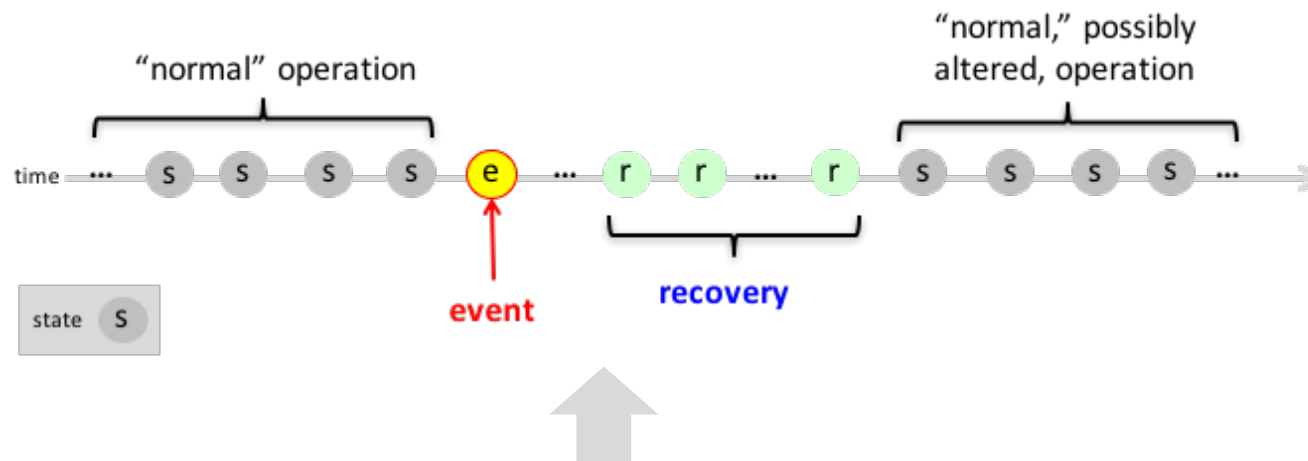 “normal” operation
“normal,” possibly
altered, operation
time ... s s s s e ... r r ... r s s s s ...
event
recovery
state s